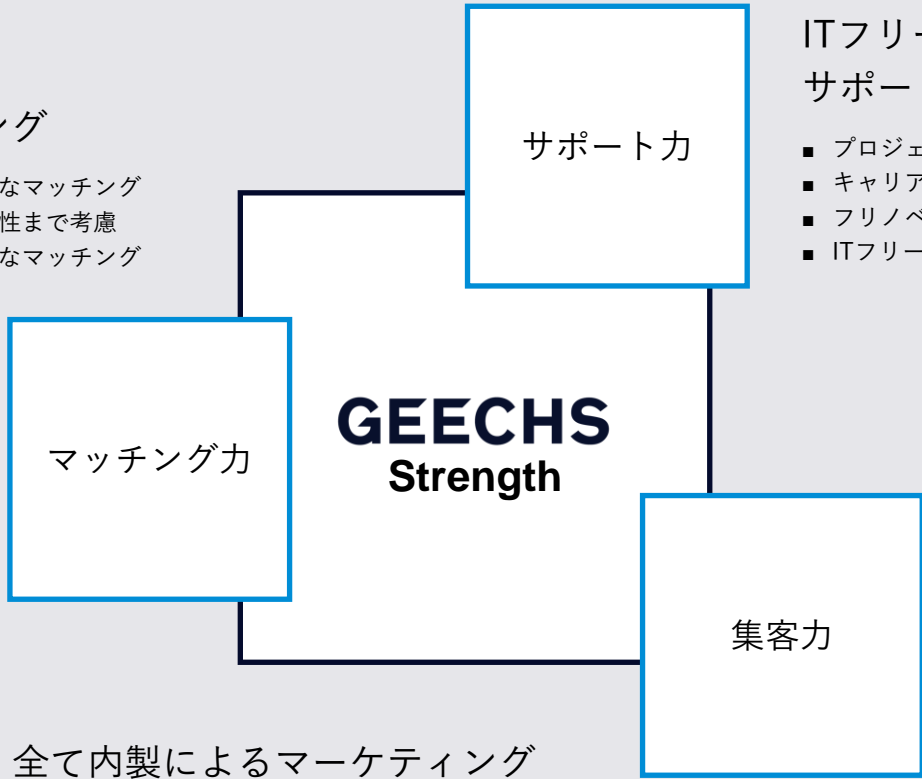 ング
なマッチング
性まで考慮
なマッチング
サポート力
ITフリー
サポー
■ プロジェ
■ キャリア
■ フリノベ
■ ITフリー
マッチング力
GEECHS
Strength
集客力
全て内製によるマーケティング